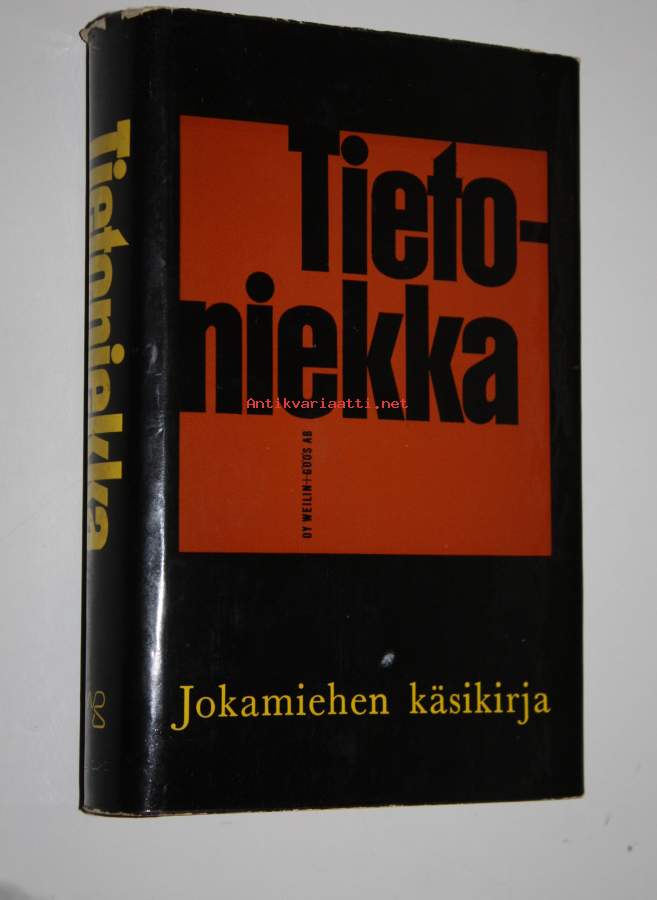 Tietoniekka
Tieto-
niekka
Antikvariaatti.net
OY WEILIN+GÖÖS AB
Jokamiehen käsikirja